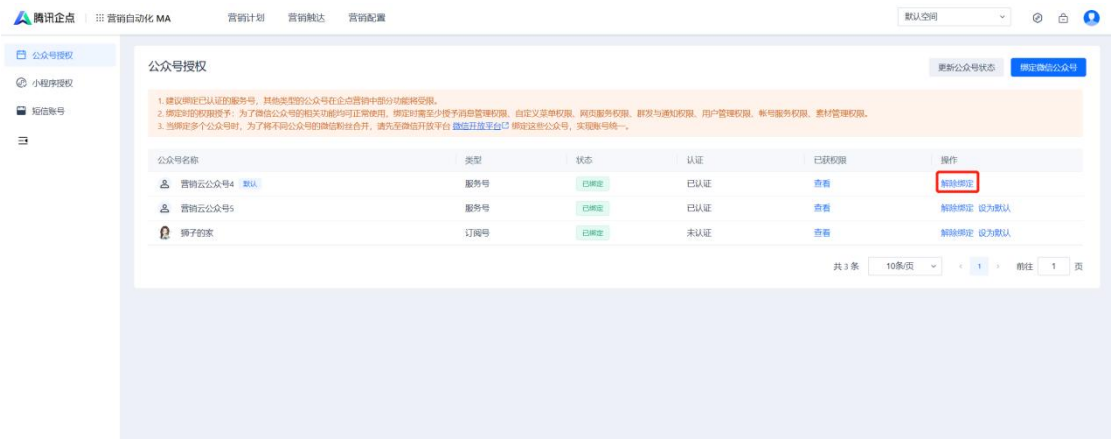 腾讯企点 营销自动化 MA 营销计划 营销触达 营销配置 默认空间
公众号授权
小程序授权
短信账号
公众号授权 更新公众号状态 绑定微信公众号
1. 建议绑定已认证的服务号，其他类型的公众号在企点营销中部分功能将受限。
2. 绑定时的权限授予：为了微信公众号的相关功能均可正常使用，绑定时需至少授予消息管理权限、自定义菜单权限、网页服务权限、群发与通知权限、用户管理权限、帐号服务权限、素材管理权限。
3. 当绑定多个公众号时，为了将不同公众号的微信粉丝合并，请先至微信开放平台 微信开放平台 绑定这些公众号，实现账号统一。
公众号名称 类型 状态 认证 已获权限 操作
营销云公众号4 默认 服务号 已绑定 已认证 查看 解除绑定
营销云公众号5 服务号 已绑定 已认证 查看 解除绑定 设为默认
狮子的家 订阅号 已绑定 未认证 查看 解除绑定 设为默认
共 3 条 10条/页 1 前往 1 页